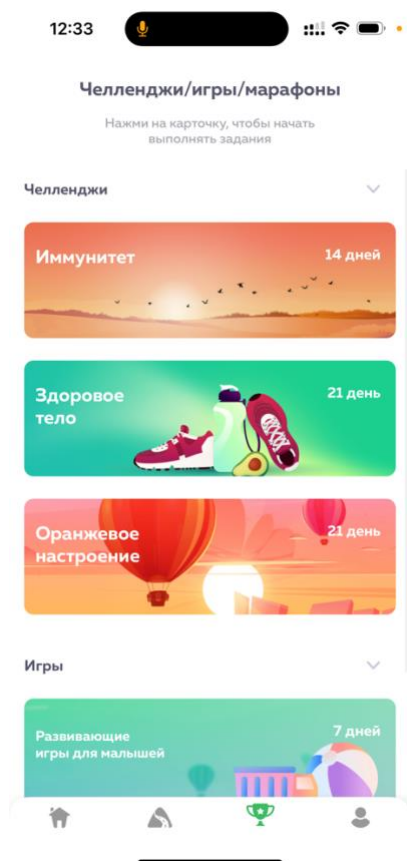 12:33
Челленджи/игры/марафоны
Нажми на карточку, чтобы начать
выполнять задания
Челленджи
Иммунитет
14 дней
Здоровое
21 день
тело
Оранжевое
21 день
настроение
Игры
Развивающие
7 дней
игры для малышей